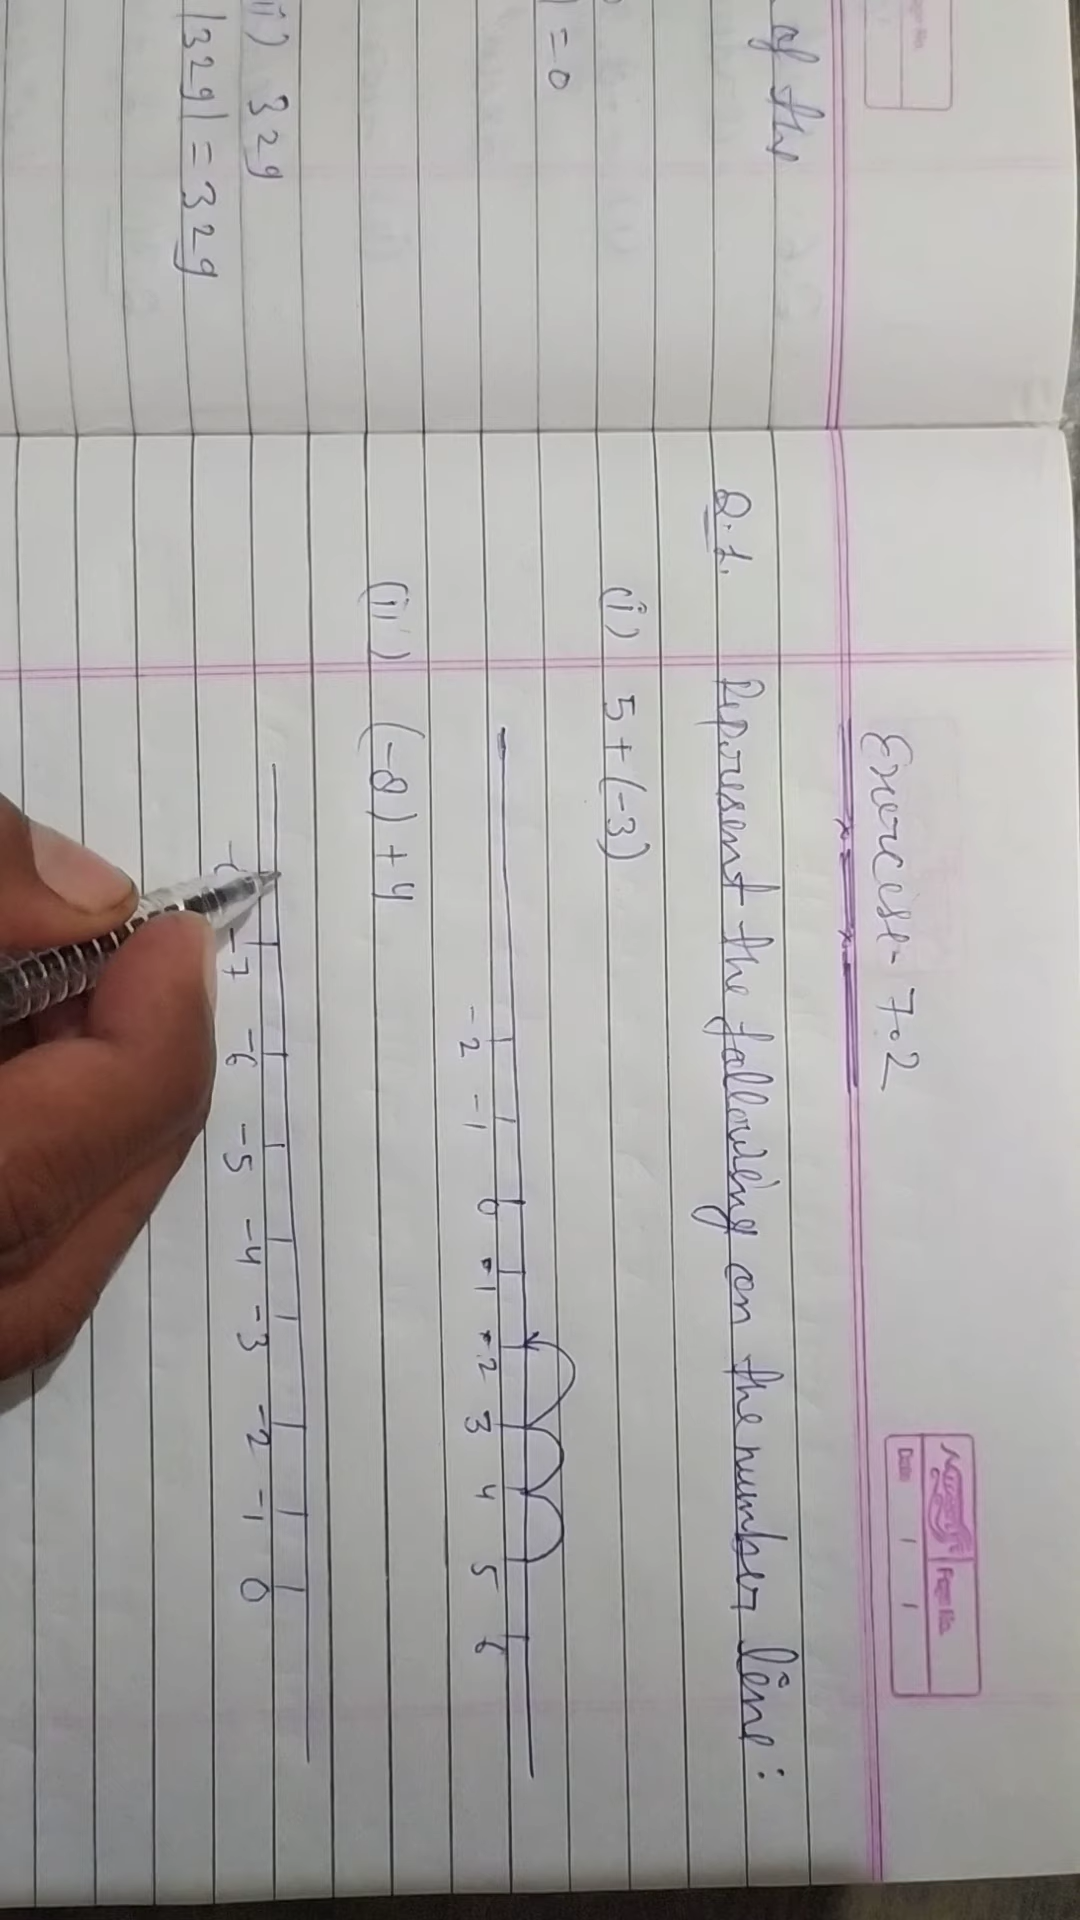 of the
| = 0
329
|329| = 329
Page No.
Date
Exercise - 7.2
Q.1. Represent the following on the number line:
(i) 5 + (-3)
-2 -1 0 1 2 3 4 5 6
(ii) (-8) + 4
-7 -6 -5 -4 -3 -2 -1 0